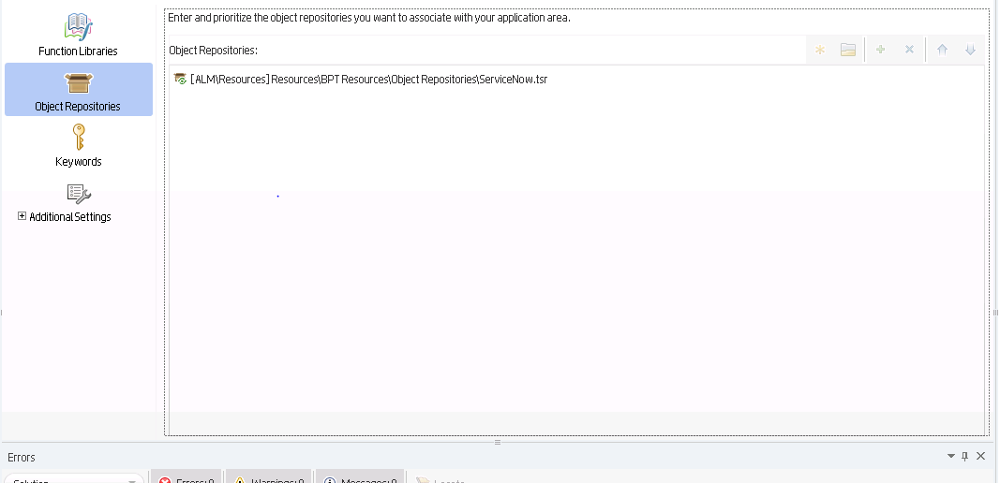 Enter and prioritize the object repositories you want to associate with your application area.
Function Libraries
Object Repositories:
[ALM\Resources] Resources\BPT Resources\Object Repositories\ServiceNow.tsr
Object Repositories
Keywords
Additional Settings
Errors
Solution
Errors: 0
Warnings: 0
Messages: 0
Locate